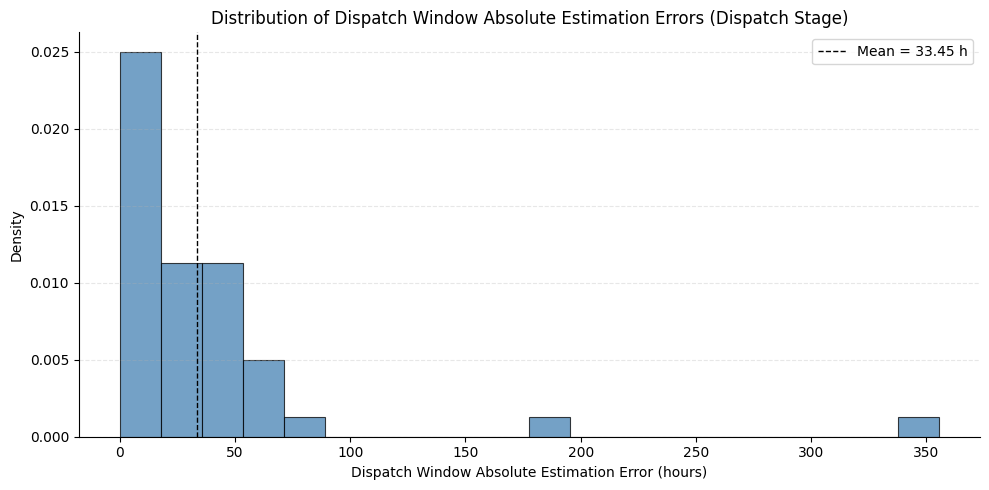 Distribution of Dispatch Window Absolute Estimation Errors (Dispatch Stage)
Mean = 33.45 h
Density
0.025
0.020
0.015
0.010
0.005
0.000
0 50 100 150 200 250 300 350
Dispatch Window Absolute Estimation Error (hours)